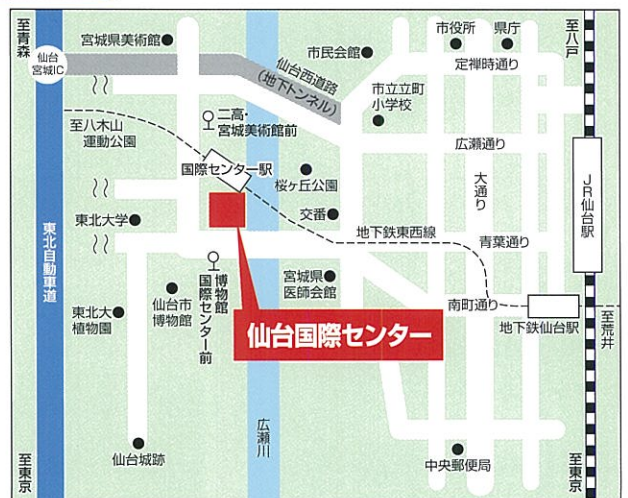 至青森
仙台
宮城IC
宮城県美術館
仙台西道路
(地下トンネル)
市民会館
市役所
県庁
至八戸
定禅時通り
市立立町
小学校
二高・
宮城美術館前
至八木山
運動公園
国際センター駅
桜ヶ丘公園
広瀬通り
大通り
JR仙台駅
東北大学
交番
地下鉄東西線
青葉通り
東北自動車道
博物館
国際センター前
宮城県
医師会館
仙台市
博物館
東北大
植物園
南町通り
地下鉄仙台駅
至荒井
仙台国際センター
広瀬川
仙台城跡
中央郵便局
至東京
至東京